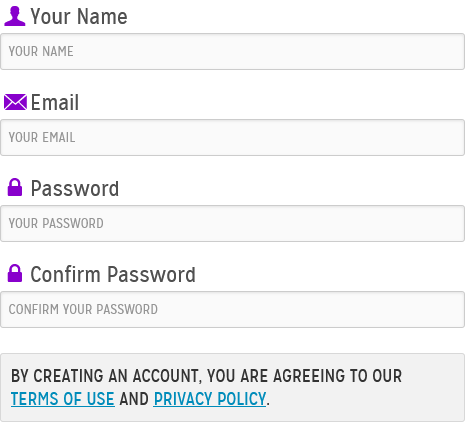 Your Name
YOUR NAME
Email
YOUR EMAIL
Password
YOUR PASSWORD
Confirm Password
CONFIRM YOUR PASSWORD
BY CREATING AN ACCOUNT, YOU ARE AGREEING TO OUR
TERMS OF USE AND PRIVACY POLICY.